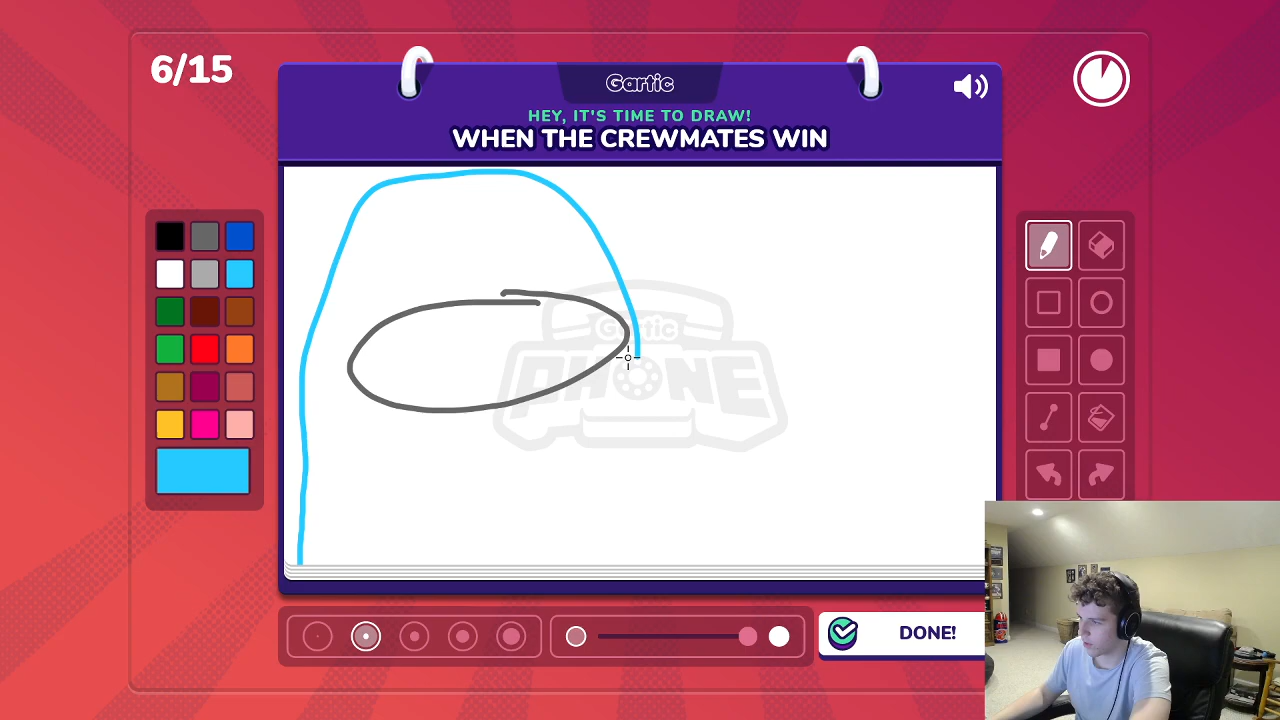 6/15
Gartic
HEY, IT'S TIME TO DRAW!
WHEN THE CREWMATES WIN
Gartic
PHONE
DONE!